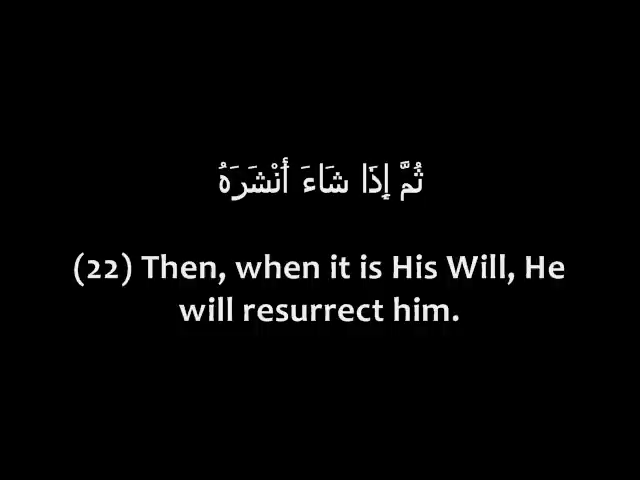 ثُمَّ إِذَا شَاءَ أَنْشَرَهُ
(22) Then, when it is His Will, He
will resurrect him.